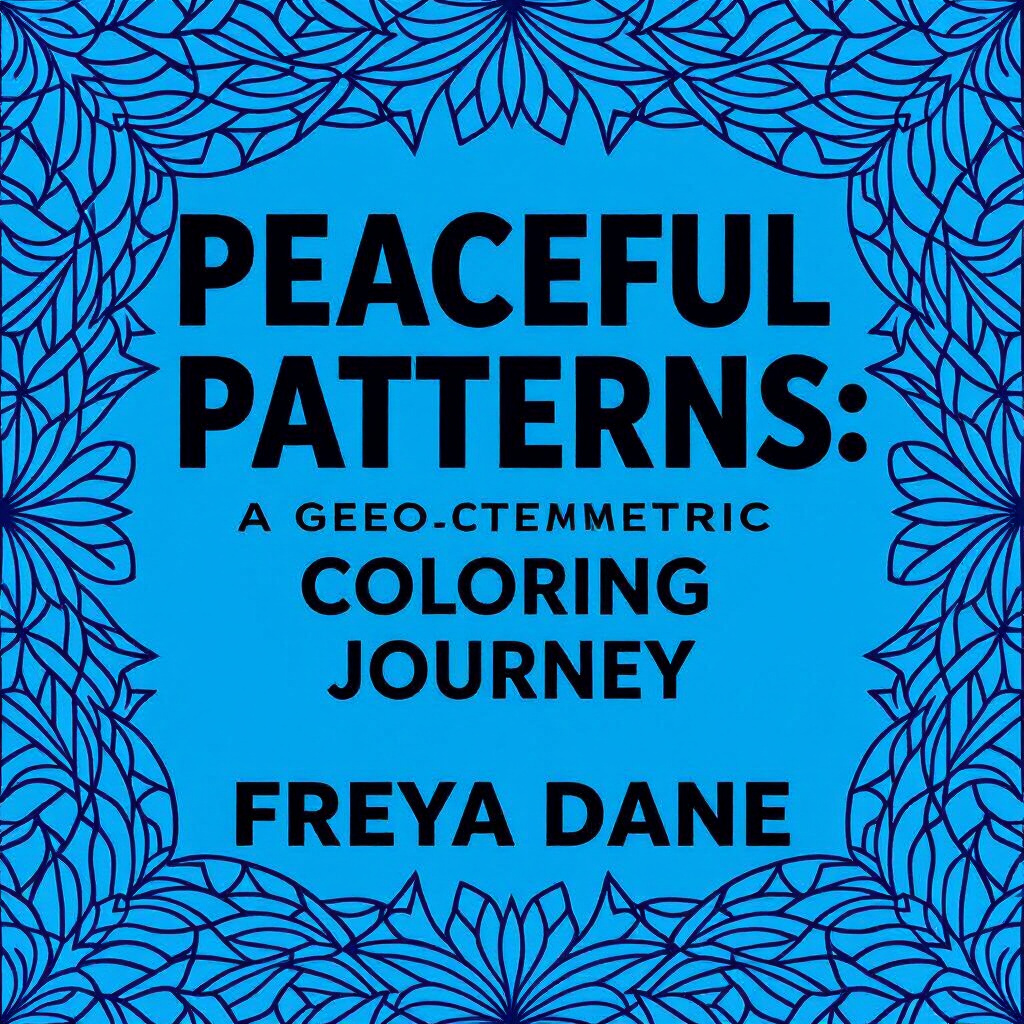 PEACEFUL
PATTERNS:
A GEEO-CTEMMETRIC
COLORING
JOURNEY
FREYA DANE